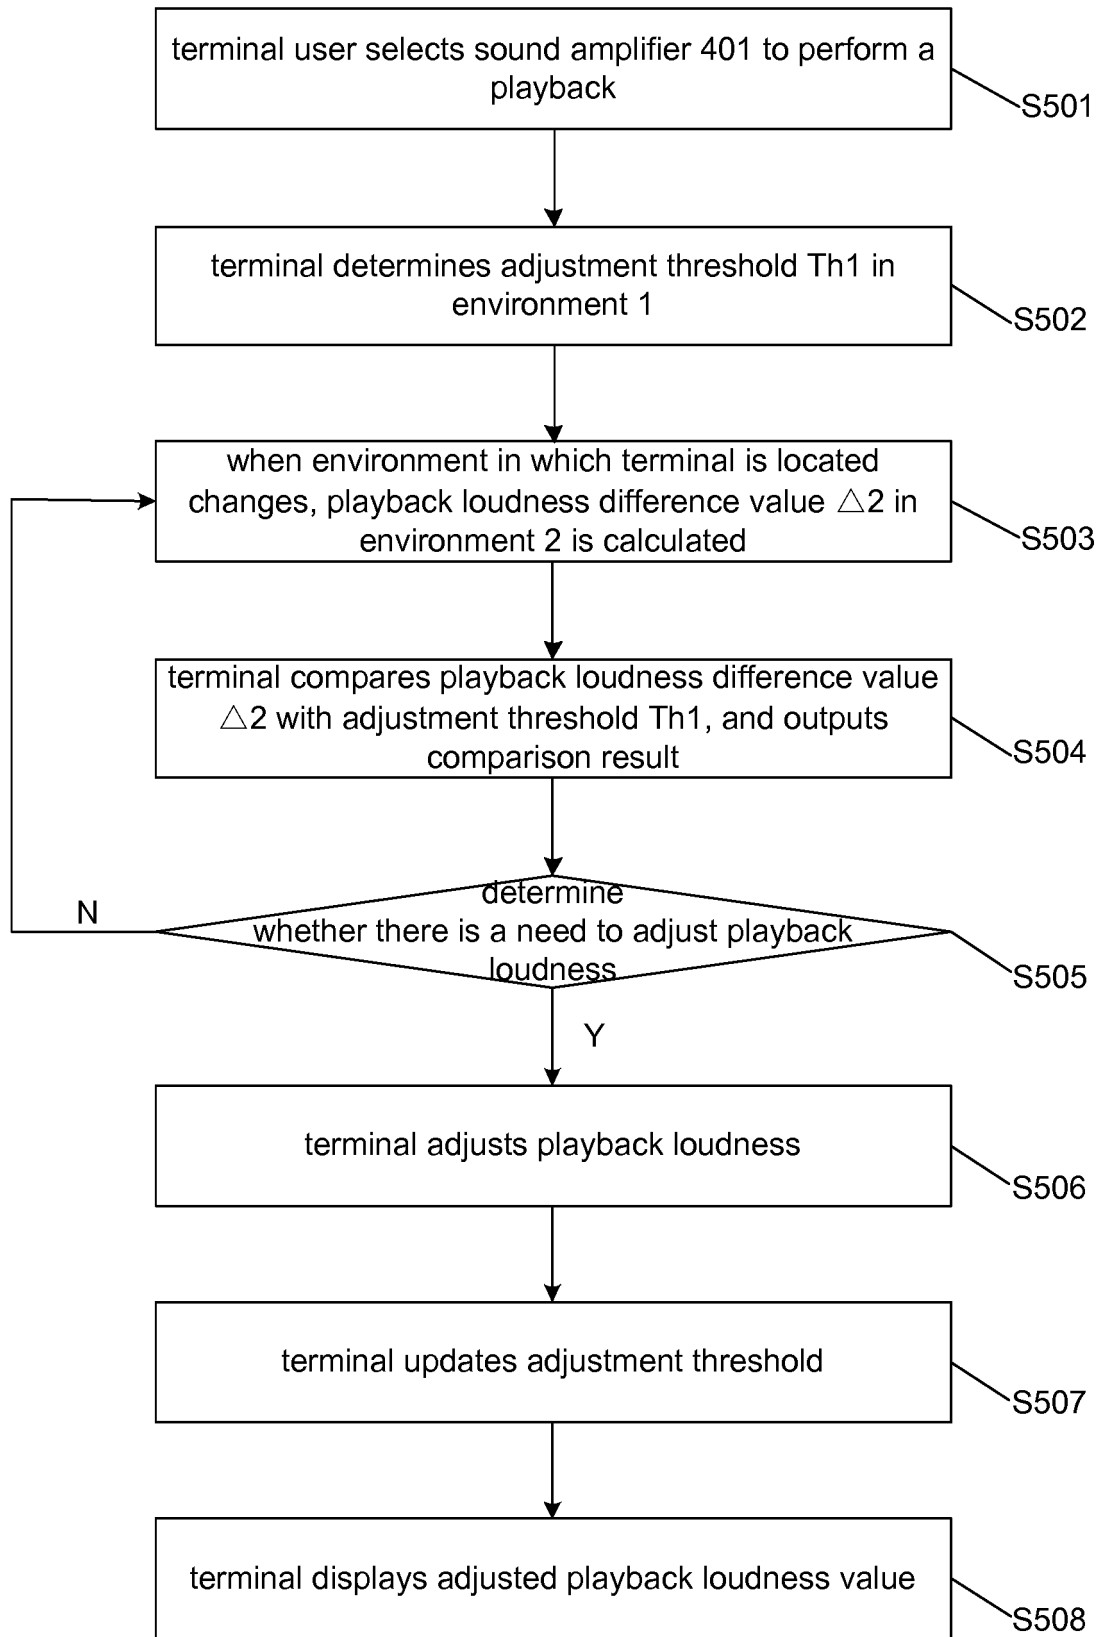 terminal user selects sound amplifier 401 to perform a
playback
S501
terminal determines adjustment threshold Th1 in
environment 1
S502
when environment in which terminal is located
changes, playback loudness difference value △2 in
environment 2 is calculated
S503
terminal compares playback loudness difference value
△2 with adjustment threshold Th1, and outputs
comparison result
S504
determine
whether there is a need to adjust playback
loudness
S505
N
Y
terminal adjusts playback loudness
S506
terminal updates adjustment threshold
S507
terminal displays adjusted playback loudness value
S508